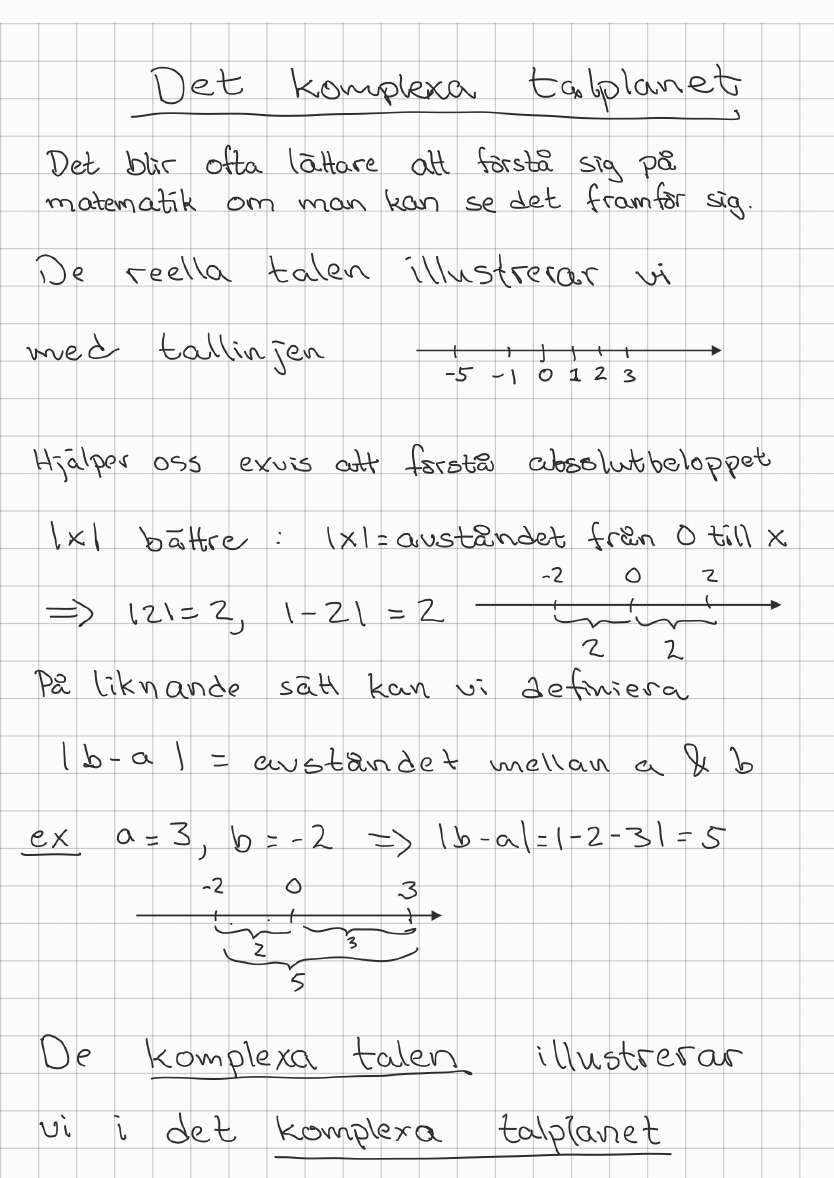 Det komplexa talplanet
Det blir ofta lättare att förstå sig på
matematik om man kan se det framför sig.
De reella talen illustrerar vi
med tallinjen
-5 -1 0 1 2 3
Hjälper oss exvis att förstå absolutbeloppet
|x| bättre : |x| = avståndet från 0 till x
-2 0 2
=> |2| = 2, |-2| = 2
2 2
På liknande sätt kan vi definiera
|b-a| = avståndet mellan a & b
ex a = 3, b = -2 => |b-a| = |-2-3| = 5
-2 0 3
2 3
5
De komplexa talen illustrerar
vi i det komplexa talplanet